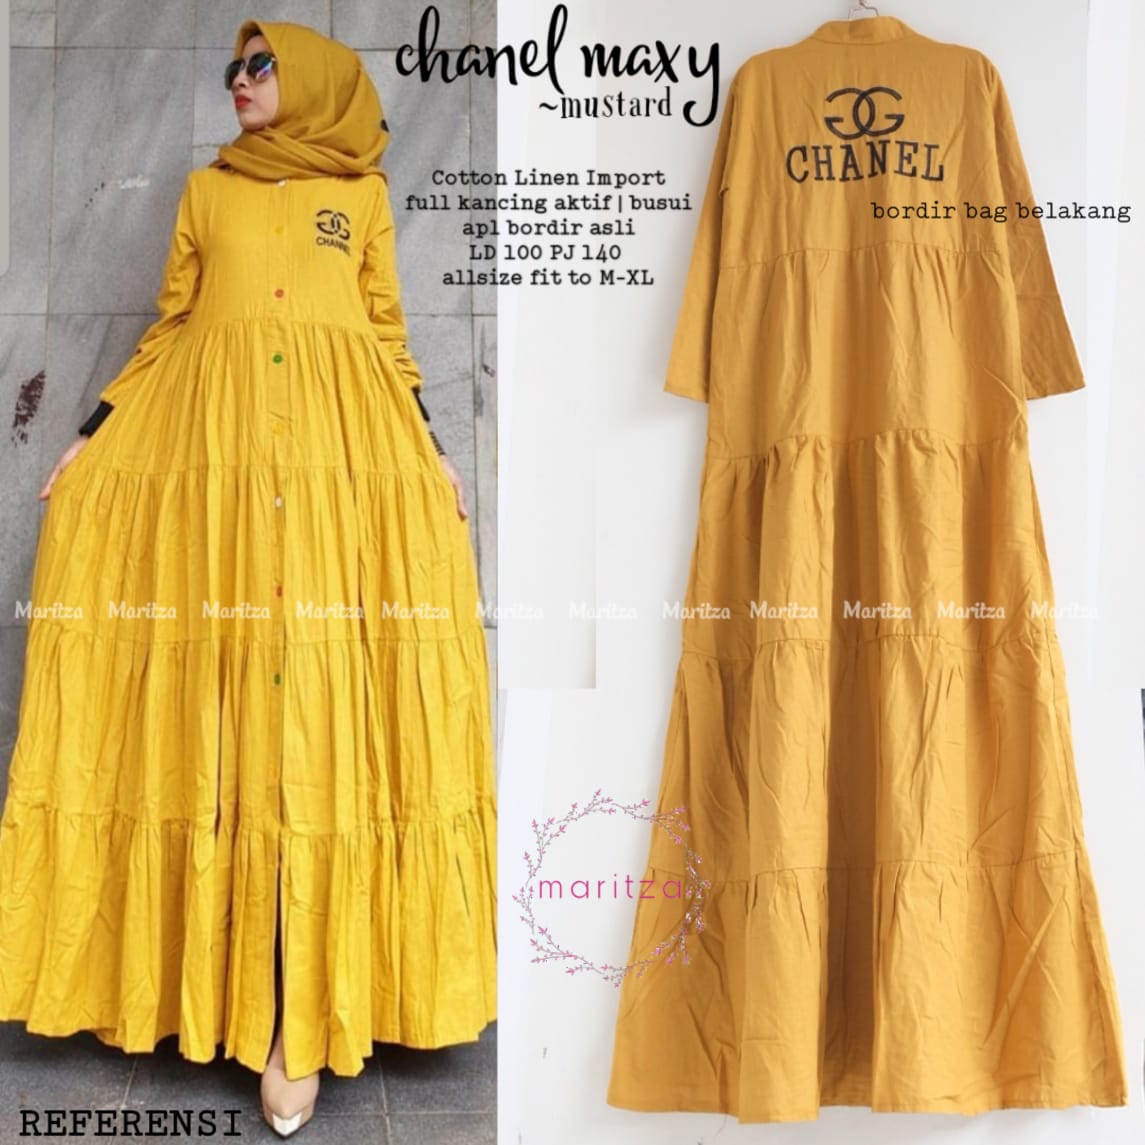 chanel maxy
~mustard
Cotton Linen Import
full kancing aktif | busui
apl bordir asli
LD 100 PJ 140
allsize fit to M-XL
CHANEL
CHANEL
bordir bag belakang
Maritza Maritza Maritza Maritza Maritza Maritza Maritza Maritza Maritza Maritza Maritza Maritza
maritza
REFERENSI